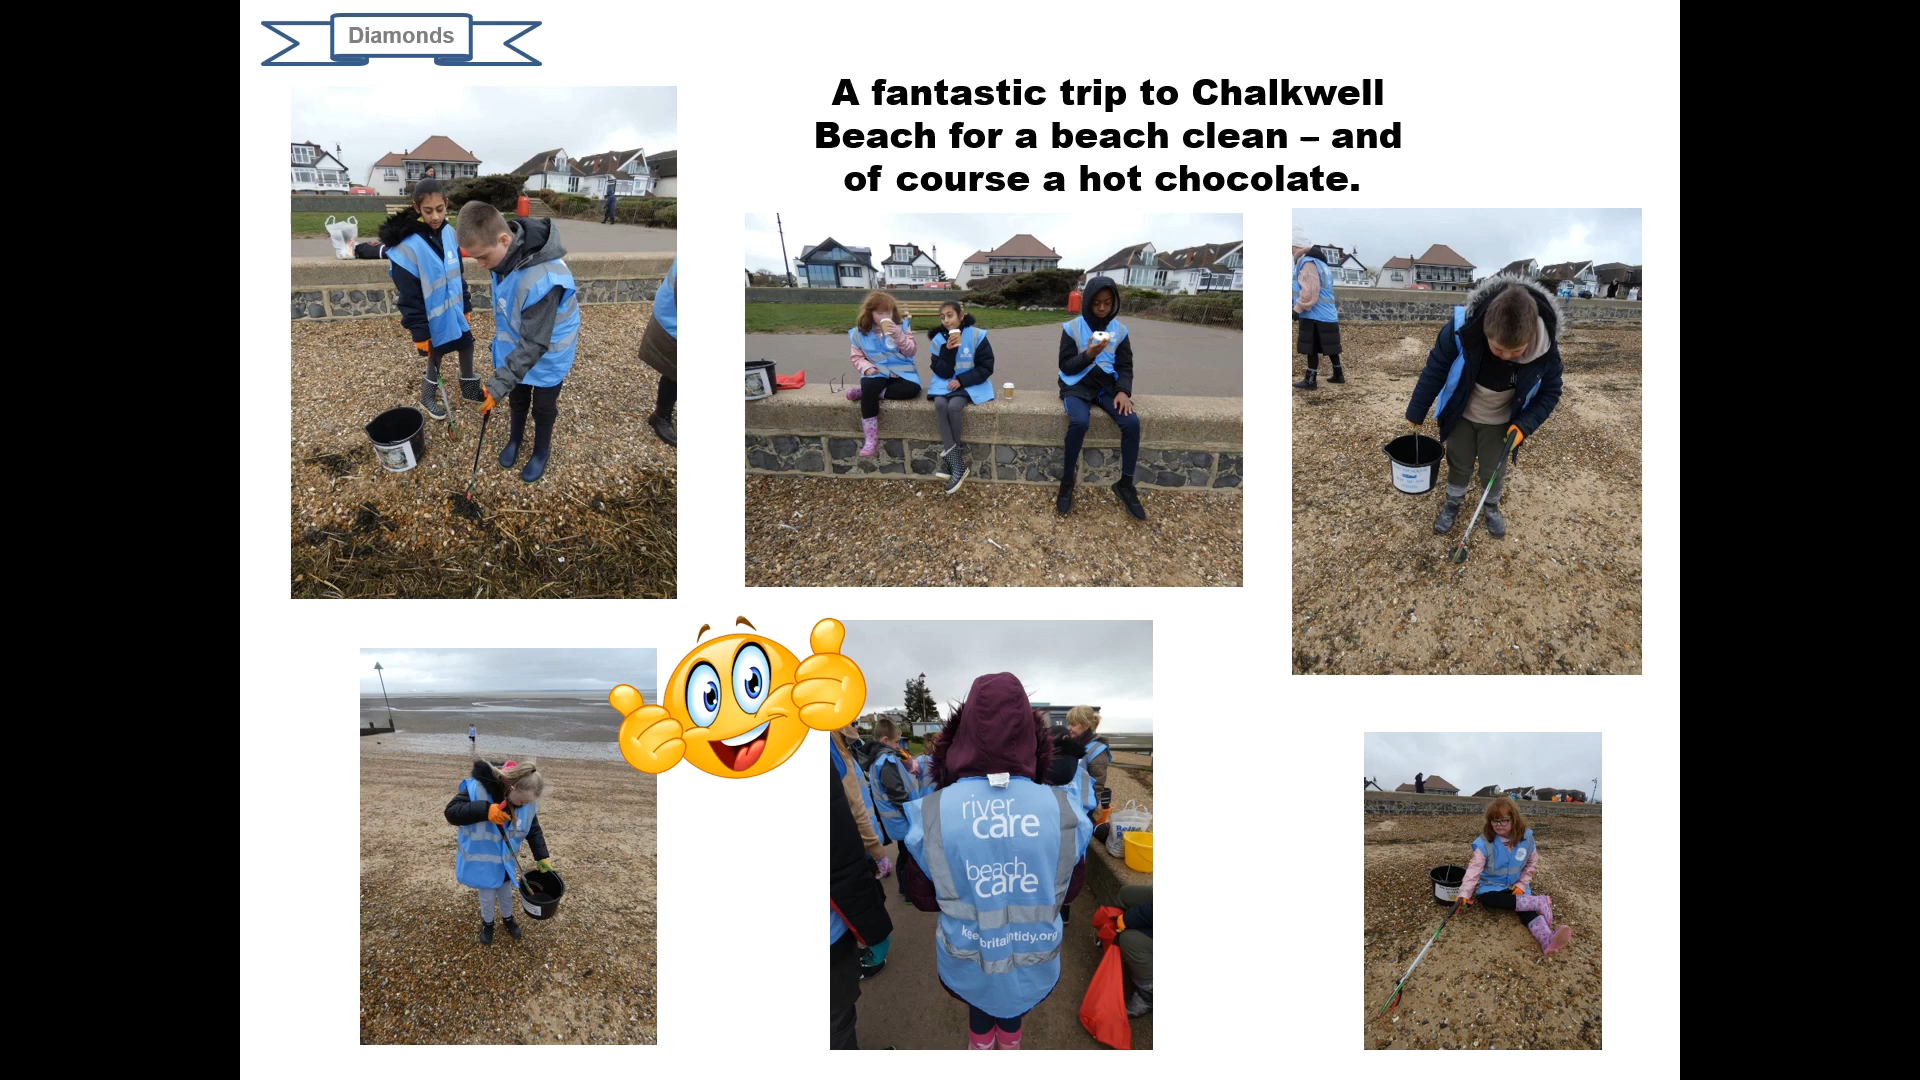 Diamonds
A fantastic trip to Chalkwell
Beach for a beach clean – and
of course a hot chocolate.
river
care
beach
care
keepbritaintidy.org